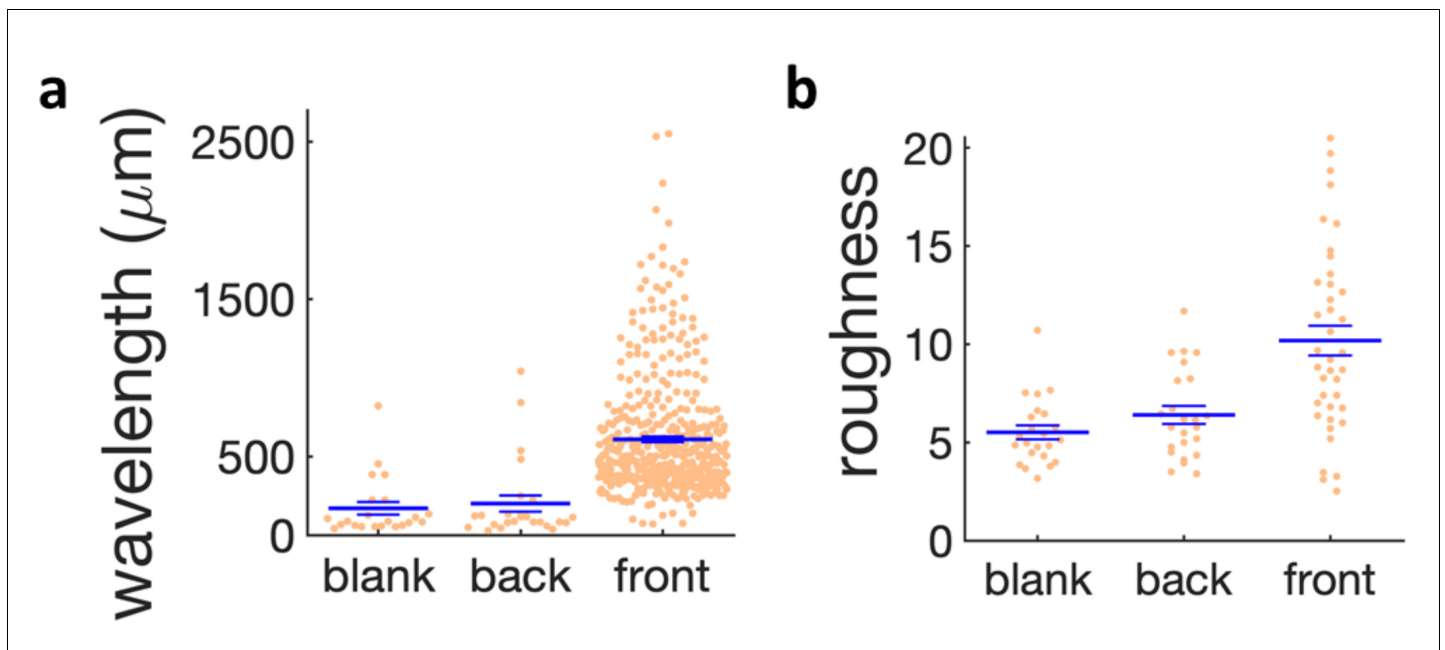 a
wavelength (μm)
2500
1500
500
0
blank back front
b
roughness
20
15
10
5
0
blank back front